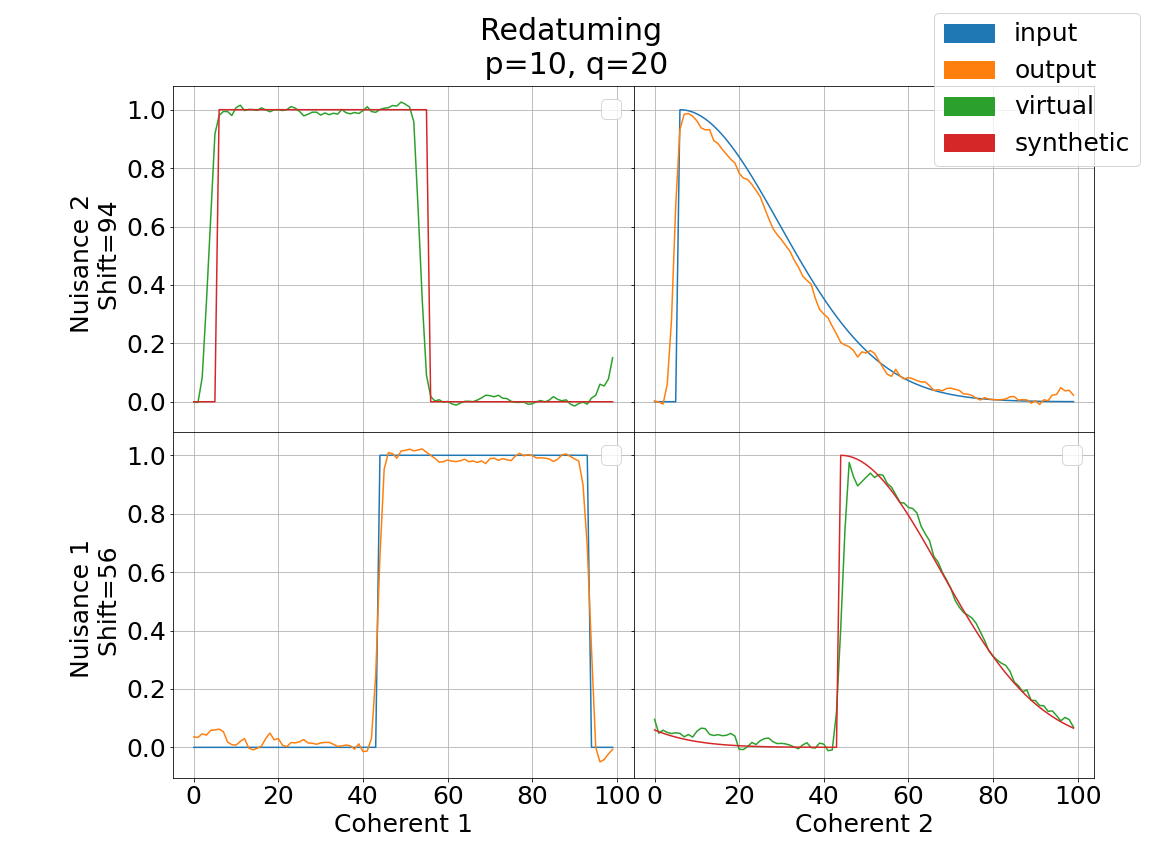 Redatuming
p=10, q=20
input
output
virtual
synthetic
Nuisance 2
Shift=94
1.0
0.8
0.6
0.4
0.2
0.0
Nuisance 1
Shift=56
1.0
0.8
0.6
0.4
0.2
0.0
0 20 40 60 80 100
0 20 40 60 80 100
Coherent 1
Coherent 2